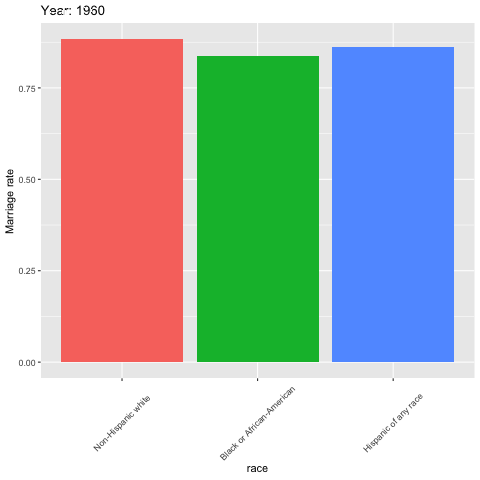 Year: 1960
Marriage rate
0.75
0.50
0.25
0.00
Non-Hispanic white
Black or African-American
Hispanic of any race
race